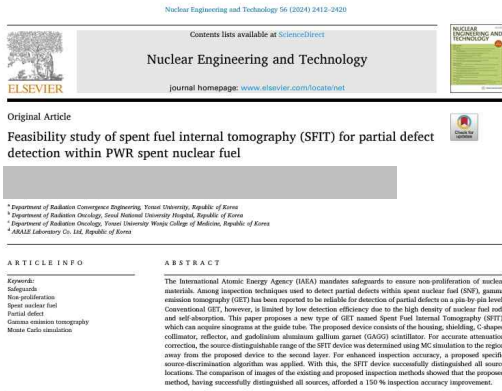 Nuclear Engineering and Technology 56 (2024) 2412–2420
Contents lists available at ScienceDirect
NUCLEAR
ENGINEERING AND
TECHNOLOGY
Nuclear Engineering and Technology
ELSEVIER
journal homepage: www.elsevier.com/locate/net
Original Article
Check for
updates
Feasibility study of spent fuel internal tomography (SFIT) for partial defect
detection within PWR spent nuclear fuel
a Department of Radiation Convergence Engineering, Yonsei University, Republic of Korea
b Department of Radiation Oncology, Seoul National University Hospital, Republic of Korea
c Department of Radiation Oncology, Yonsei University Wonju College of Medicine, Republic of Korea
d ARALE Laboratory Co. Ltd, Republic of Korea
ARTICLE INFO
Keywords:
Safeguards
Non-proliferation
Spent nuclear fuel
Partial defect
Gamma emission tomography
Monte Carlo simulation
ABSTRACT
The International Atomic Energy Agency (IAEA) mandates safeguards to ensure non-proliferation of nuclea
materials. Among inspection techniques used to detect partial defects within spent nuclear fuel (SNF), gamma
emission tomography (GET) has been reported to be reliable for detection of partial defects on a pin-by-pin level
Conventional GET, however, is limited by low detection efficiency due to the high density of nuclear fuel rods
and self-absorption. This paper proposes a new type of GET named Spent Fuel Internal Tomography (SFIT)
which can acquire sinograms at the guide tube. The proposed device consists of the housing, shielding, C-shape
collimator, reflector, and gadolinium aluminum gallium garnet (GAGG) scintillator. For accurate attenuation
correction, the source-distinguishable range of the SFIT device was determined using MC simulation to the region
away from the proposed device to the second layer. For enhanced inspection accuracy, a proposed specifi
source-discrimination algorithm was applied. With this, the SFIT device successfully distinguished all source
locations. The comparison of images of the existing and proposed inspection methods showed that the propose
method, having successfully distinguished all sources, afforded a 150 % inspection accuracy improvement.